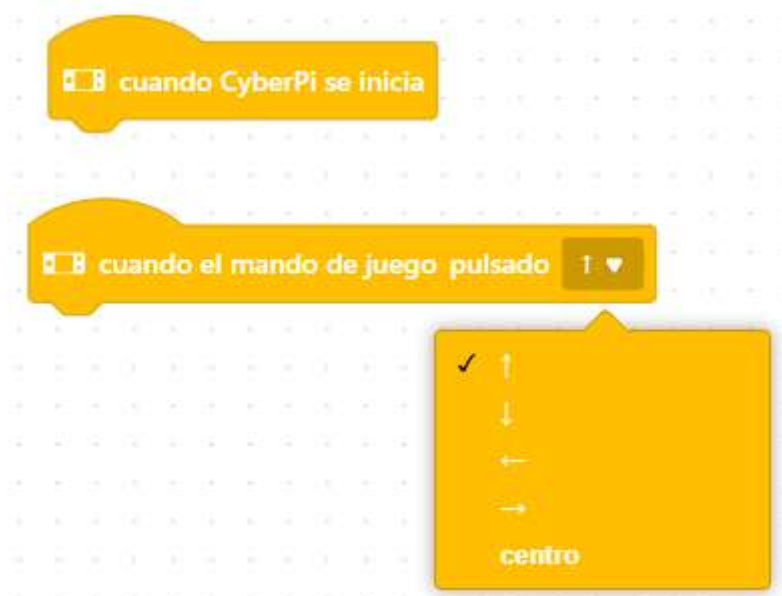 cuando CyberPi se inicia
cuando el mando de juego pulsado ↑
✓ ↑
↓
←
→
centro